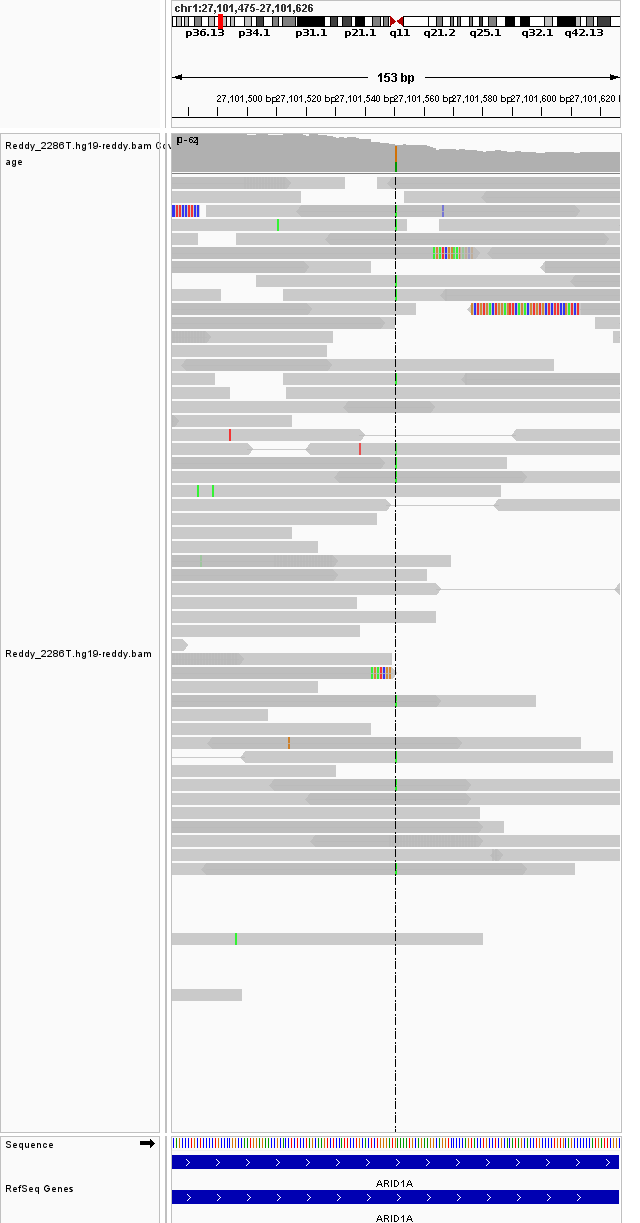 chr1:27,101,475-27,101,626
p36.13 p34.1 p31.1 p21.1 q11 q21.2 q25.1 q32.1 q42.13
153 bp
27,101,500 bp 27,101,520 bp 27,101,540 bp 27,101,560 bp 27,101,580 bp 27,101,600 bp 27,101,620 b
Reddy_2286T.hg19-reddy.bam Cov
age
[0-62]
Reddy_2286T.hg19-reddy.bam
Sequence
ARID1A
RefSeq Genes
ARID1A